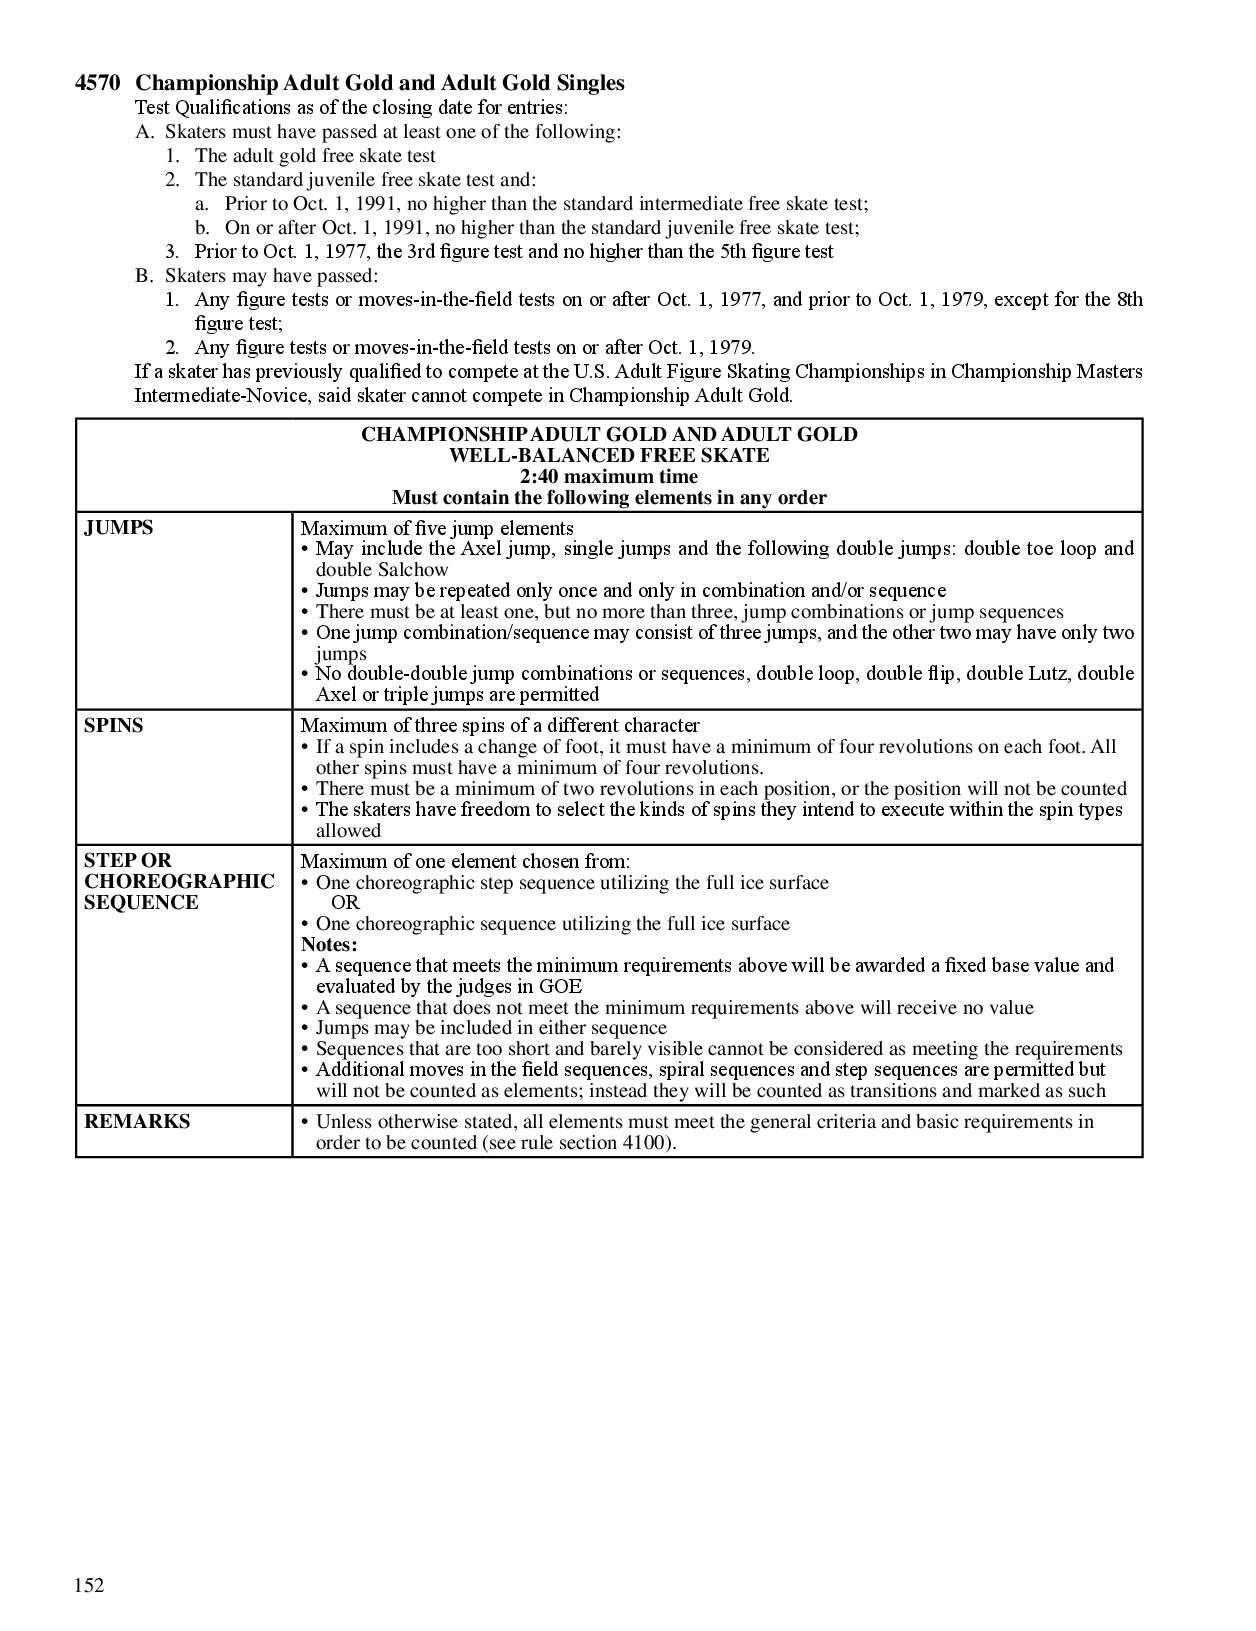 4570 Championship Adult Gold and Adult Gold Singles
Test Qualifications as of the closing date for entries:
A. Skaters must have passed at least one of the following:
1. The adult gold free skate test
2. The standard juvenile free skate test and:
a. Prior to Oct. 1, 1991, no higher than the standard intermediate free skate test;
b. On or after Oct. 1, 1991, no higher than the standard juvenile free skate test;
3. Prior to Oct. 1, 1977, the 3rd figure test and no higher than the 5th figure test
B. Skaters may have passed:
1. Any figure tests or moves-in-the-field tests on or after Oct. 1, 1977, and prior to Oct. 1, 1979, except for the 8th
figure test;
2. Any figure tests or moves-in-the-field tests on or after Oct. 1, 1979.
If a skater has previously qualified to compete at the U.S. Adult Figure Skating Championships in Championship Masters
Intermediate-Novice, said skater cannot compete in Championship Adult Gold.
CHAMPIONSHIP ADULT GOLD AND ADULT GOLD
WELL-BALANCED FREE SKATE
2:40 maximum time
Must contain the following elements in any order
JUMPS
Maximum of five jump elements
• May include the Axel jump, single jumps and the following double jumps: double toe loop and
double Salchow
• Jumps may be repeated only once and only in combination and/or sequence
• There must be at least one, but no more than three, jump combinations or jump sequences
• One jump combination/sequence may consist of three jumps, and the other two may have only two
jumps
• No double-double jump combinations or sequences, double loop, double flip, double Lutz, double
Axel or triple jumps are permitted
SPINS
Maximum of three spins of a different character
• If a spin includes a change of foot, it must have a minimum of four revolutions on each foot. All
other spins must have a minimum of four revolutions.
• There must be a minimum of two revolutions in each position, or the position will not be counted
• The skaters have freedom to select the kinds of spins they intend to execute within the spin types
allowed
STEP OR
CHOREOGRAPHIC
SEQUENCE
Maximum of one element chosen from:
• One choreographic step sequence utilizing the full ice surface
OR
• One choreographic sequence utilizing the full ice surface
Notes:
• A sequence that meets the minimum requirements above will be awarded a fixed base value and
evaluated by the judges in GOE
• A sequence that does not meet the minimum requirements above will receive no value
• Jumps may be included in either sequence
• Sequences that are too short and barely visible cannot be considered as meeting the requirements
• Additional moves in the field sequences, spiral sequences and step sequences are permitted but
will not be counted as elements; instead they will be counted as transitions and marked as such
REMARKS
• Unless otherwise stated, all elements must meet the general criteria and basic requirements in
order to be counted (see rule section 4100).
152